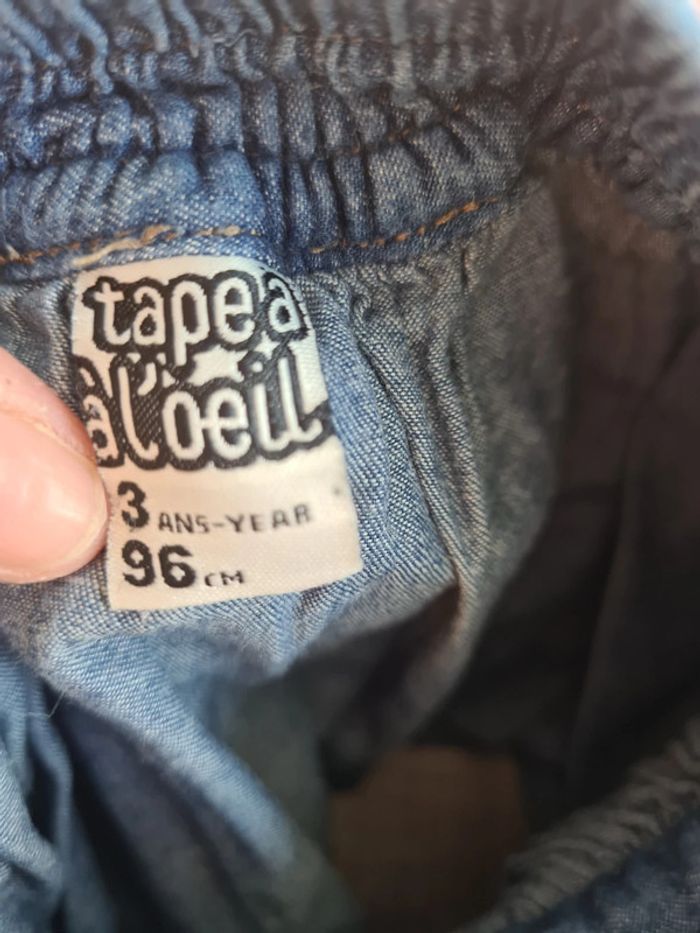 tape à
à l'oeil
3 ANS-YEAR
96 CM